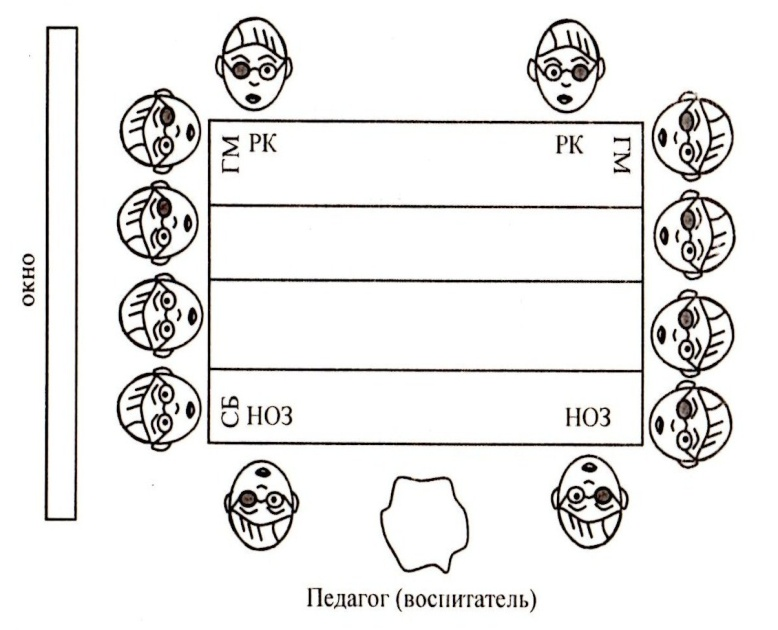 ГМ РК РК ГМ
окно
СБ НОЗ НОЗ
Педагог (воспитатель)